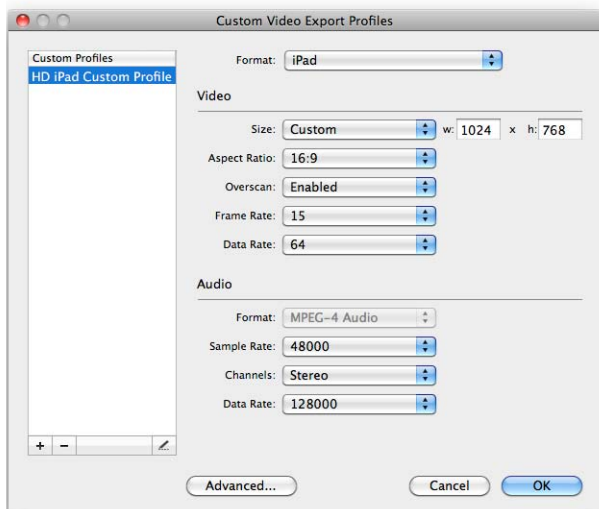 Custom Video Export Profiles
Custom Profiles
HD iPad Custom Profile
Format: iPad
Video
Size: Custom w: 1024 x h: 768
Aspect Ratio: 16:9
Overscan: Enabled
Frame Rate: 15
Data Rate: 64
Audio
Format: MPEG-4 Audio
Sample Rate: 48000
Channels: Stereo
Data Rate: 128000
+ −
Advanced... Cancel OK